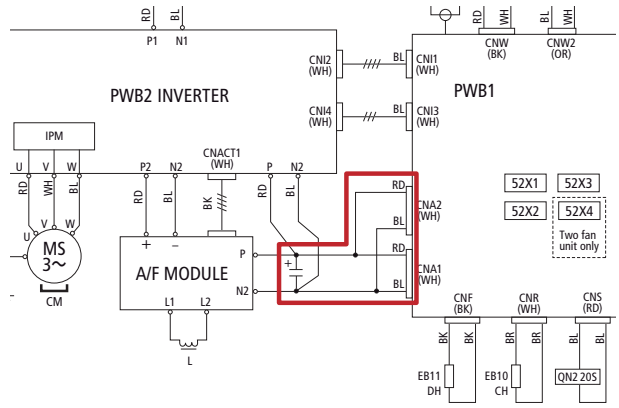 RD BL
RD WH BL WH
P1 N1
CNW (BK)
CNW2 (OR)
CNI2 (WH)
BL
CNI1 (WH)
PWB2 INVERTER
PWB1
CNI4 (WH)
BL
CNI3 (WH)
IPM
CNACT1 (WH)
U V W P2 N2 P N2
RD WH BL RD BL BK RD BL
RD
CNA2 (WH)
BL
52X1 52X3
52X2 52X4
Two fan
unit only
U V W
MS
3~
CM
+ −
A/F MODULE
P
+
RD
CNA1 (WH)
N2
BL
L1 L2
L
CNF (BK)
CNR (WH)
CNS (RD)
BK BK BR BR BL BL
EB11
DH
EB10
CH
QN2 20S